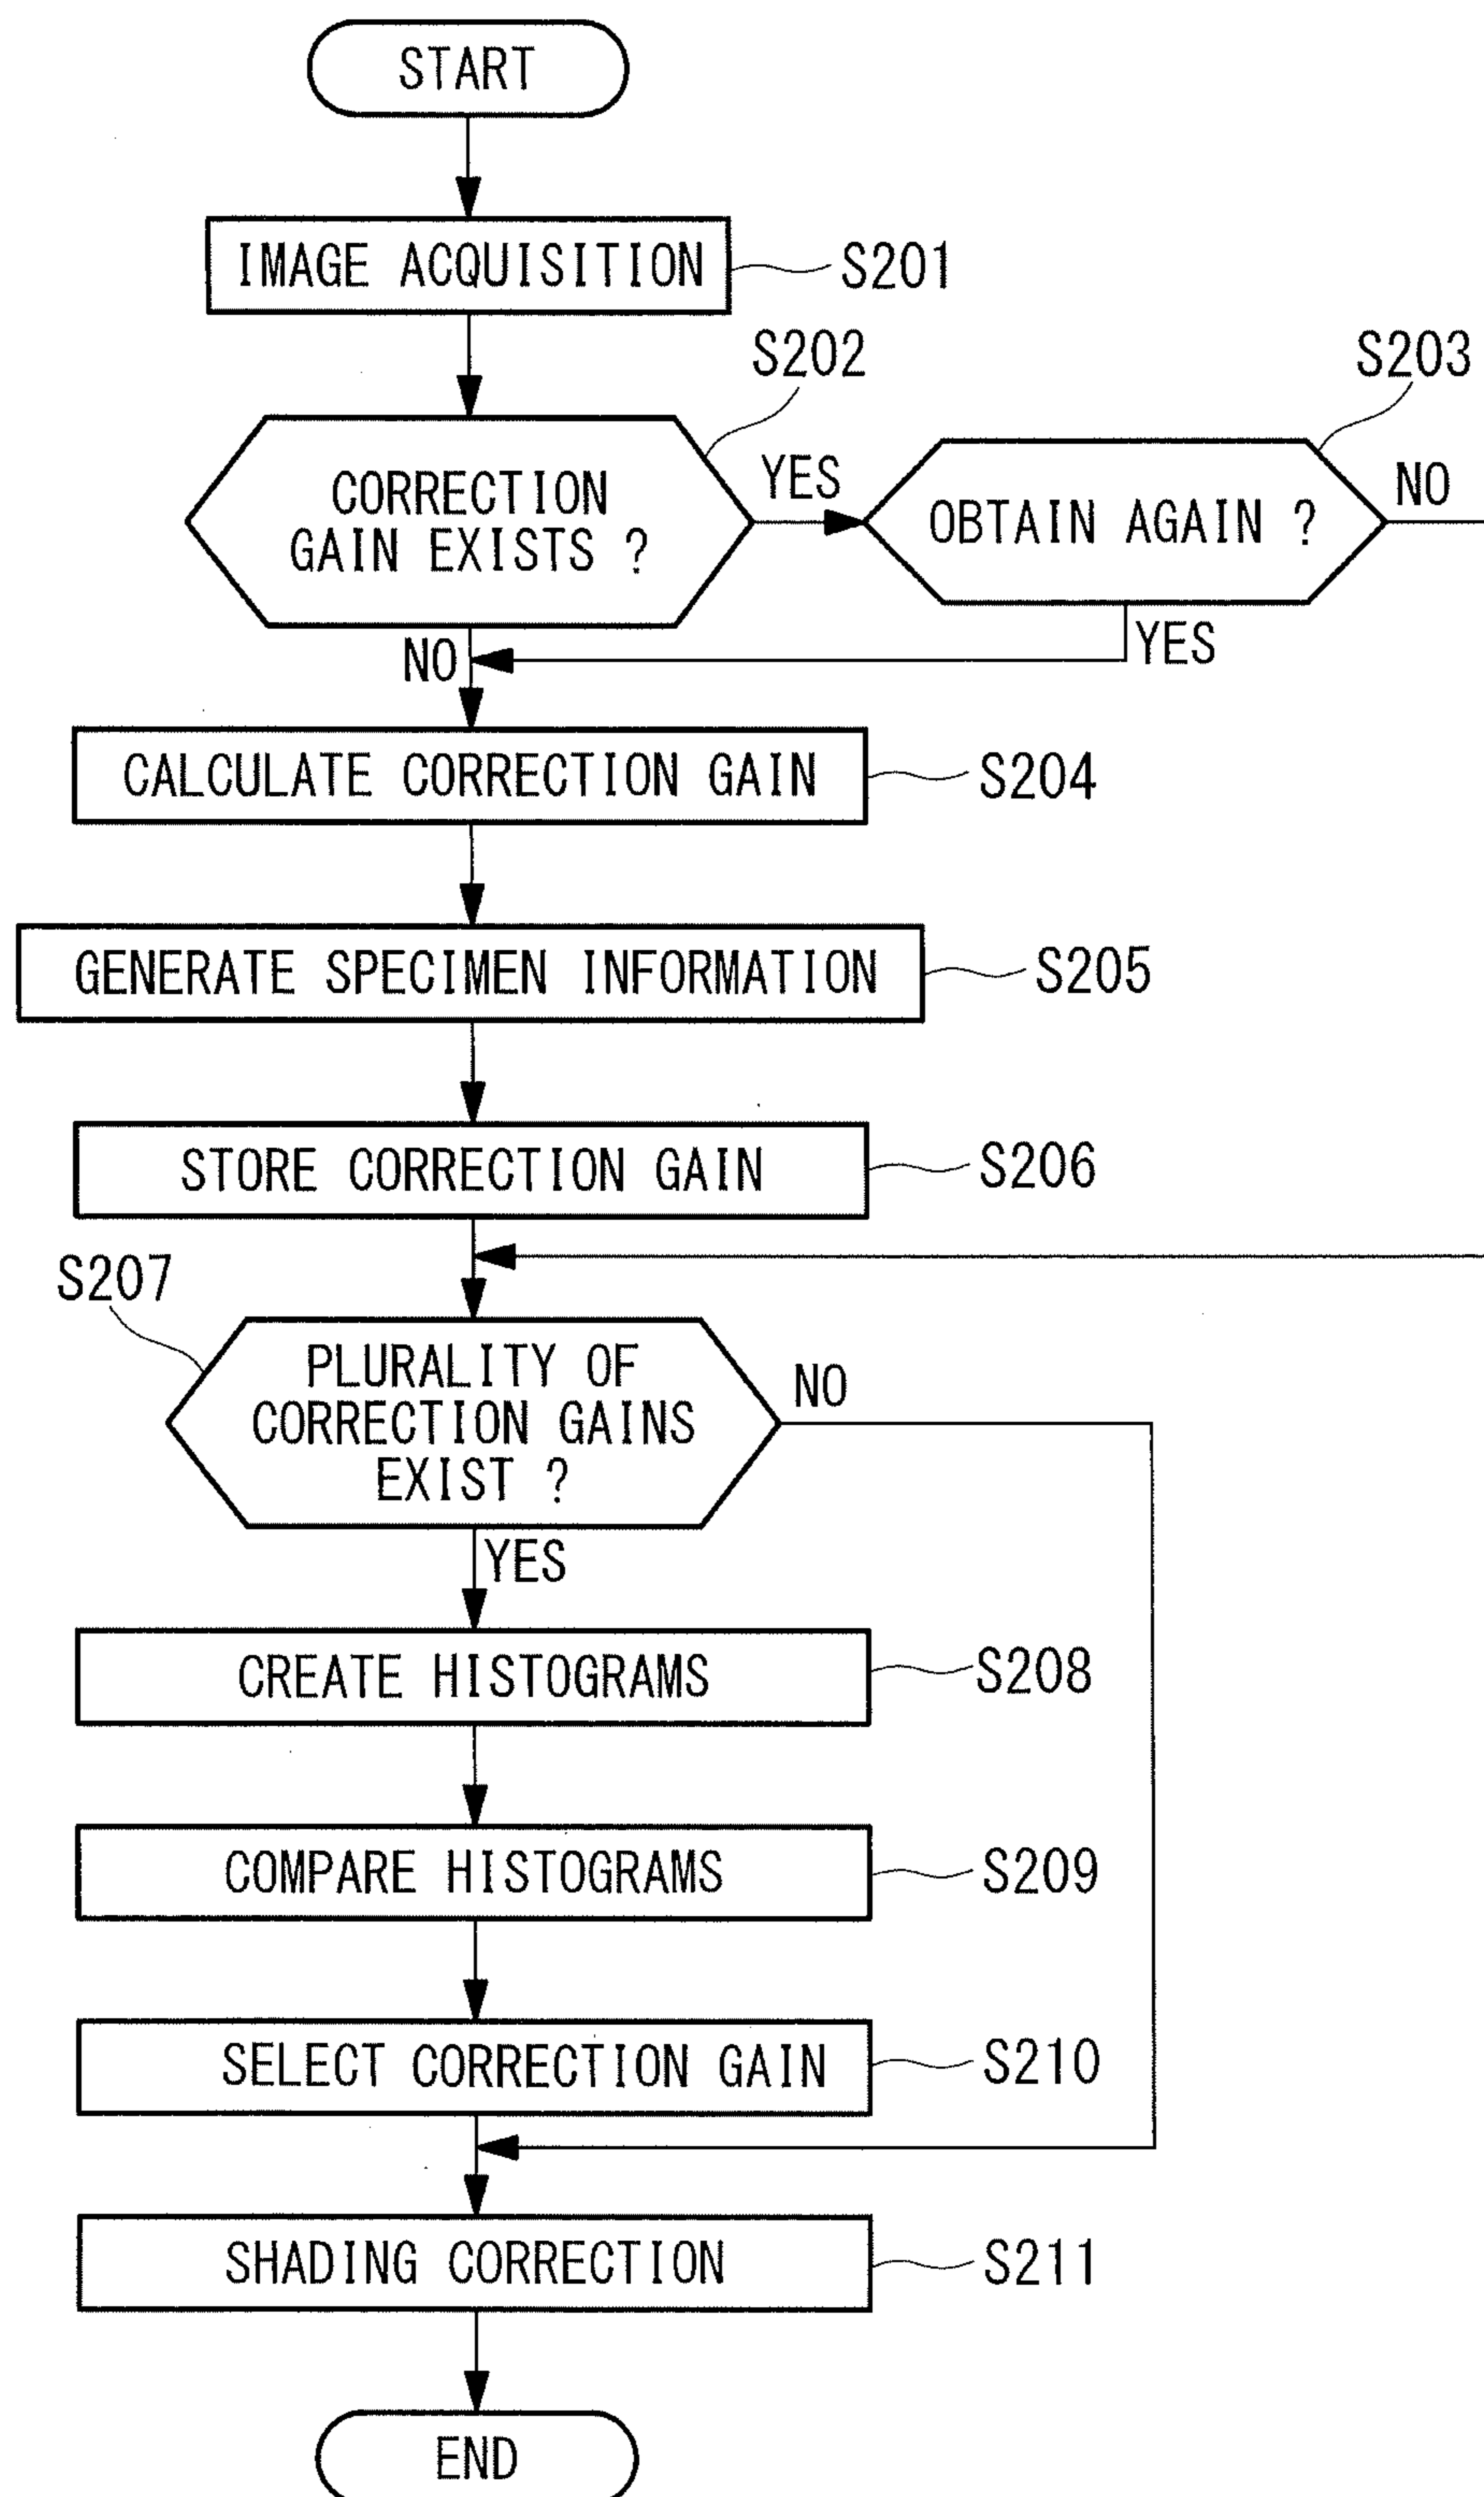 START
IMAGE ACQUISITION
S201
S202
S203
CORRECTION
GAIN EXISTS ?
YES
OBTAIN AGAIN ?
NO
NO
YES
CALCULATE CORRECTION GAIN
S204
GENERATE SPECIMEN INFORMATION
S205
STORE CORRECTION GAIN
S206
S207
PLURALITY OF
CORRECTION GAINS
EXIST ?
NO
YES
CREATE HISTOGRAMS
S208
COMPARE HISTOGRAMS
S209
SELECT CORRECTION GAIN
S210
SHADING CORRECTION
S211
END